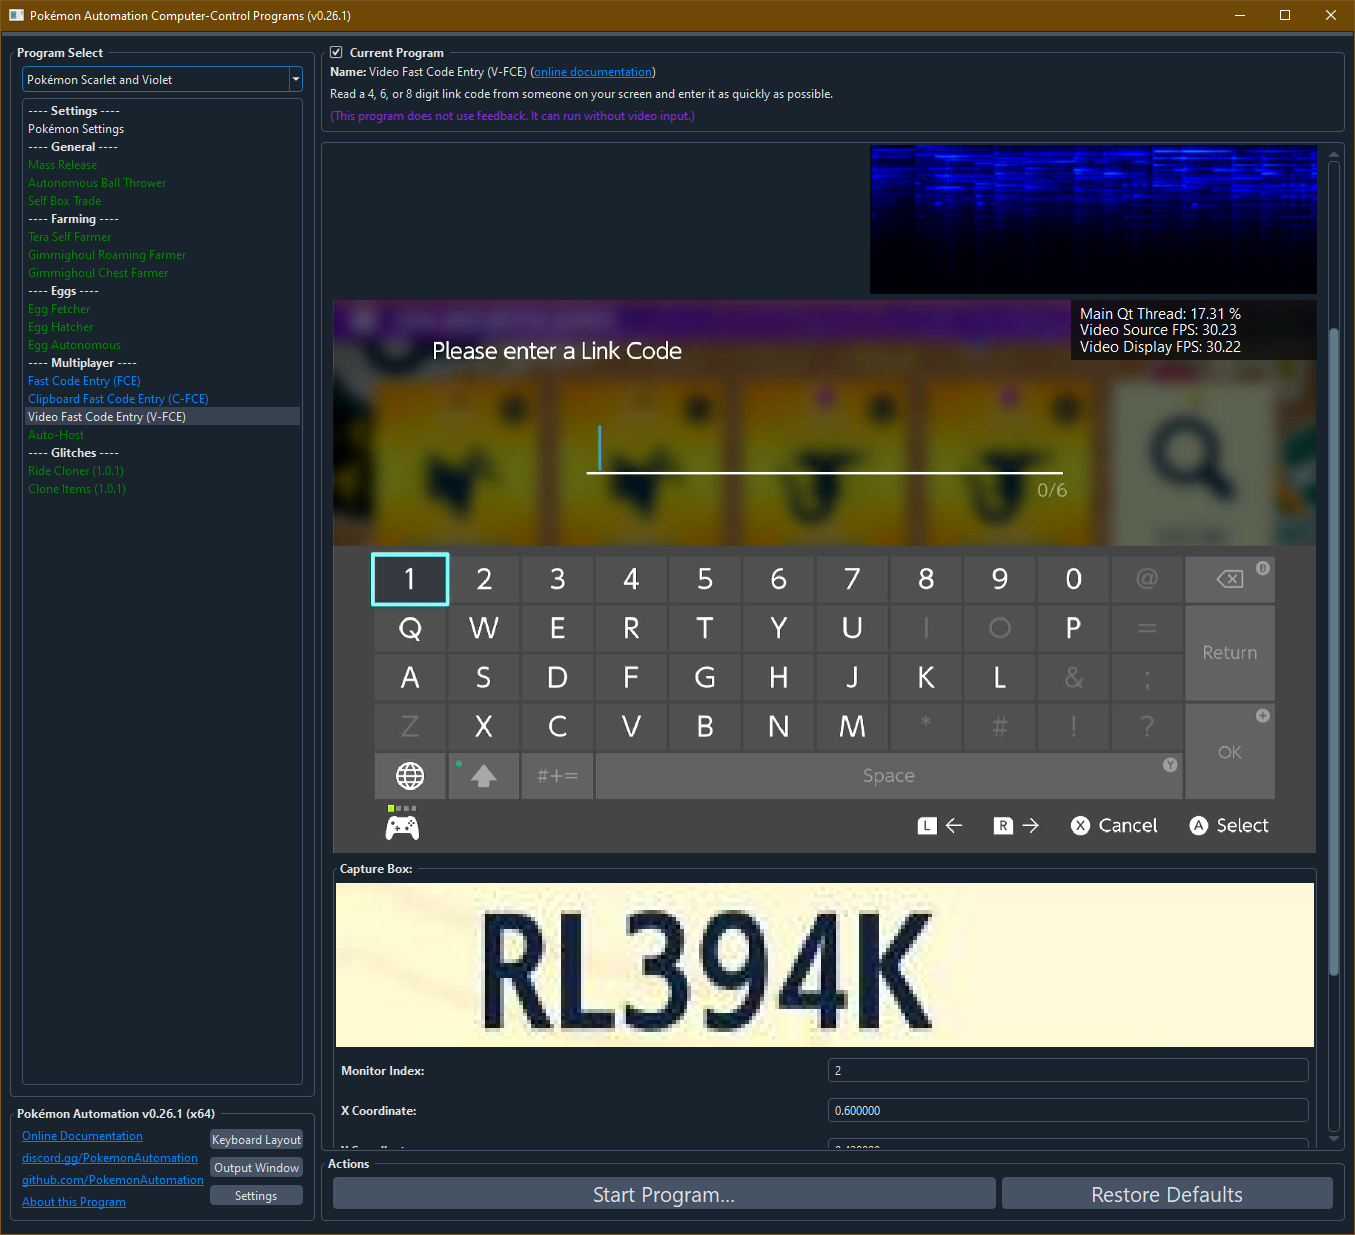 Pokémon Automation Computer-Control Programs (v0.26.1)
Program Select
Pokémon Scarlet and Violet
---- Settings ----
Pokémon Settings
---- General ----
Mass Release
Autonomous Ball Thrower
Self Box Trade
---- Farming ----
Tera Self Farmer
Gimmighoul Roaming Farmer
Gimmighoul Chest Farmer
---- Eggs ----
Egg Fetcher
Egg Hatcher
Egg Autonomous
---- Multiplayer ----
Fast Code Entry (FCE)
Clipboard Fast Code Entry (C-FCE)
Video Fast Code Entry (V-FCE)
Auto-Host
---- Glitches ----
Ride Cloner (1.0.1)
Clone Items (1.0.1)
Pokémon Automation v0.26.1 (x64)
Online Documentation
discord.gg/PokemonAutomation
github.com/PokemonAutomation
About this Program
Keyboard Layout
Output Window
Settings
Current Program
Name: Video Fast Code Entry (V-FCE) (online documentation)
Read a 4, 6, or 8 digit link code from someone on your screen and enter it as quickly as possible.
(This program does not use feedback. It can run without video input.)
Main Qt Thread: 17.31 %
Video Source FPS: 30.23
Video Display FPS: 30.22
Please enter a Link Code
0/6
1 2 3 4 5 6 7 8 9 0 @ B
Q W E R T Y U I O P =
Return
A S D F G H J K L & ;
Z X C V B N M * # ! ? +
OK
#+= Space Y
L ← R → X Cancel A Select
Capture Box:
RL394K
Monitor Index: 2
X Coordinate: 0.600000
Actions
Start Program...
Restore Defaults